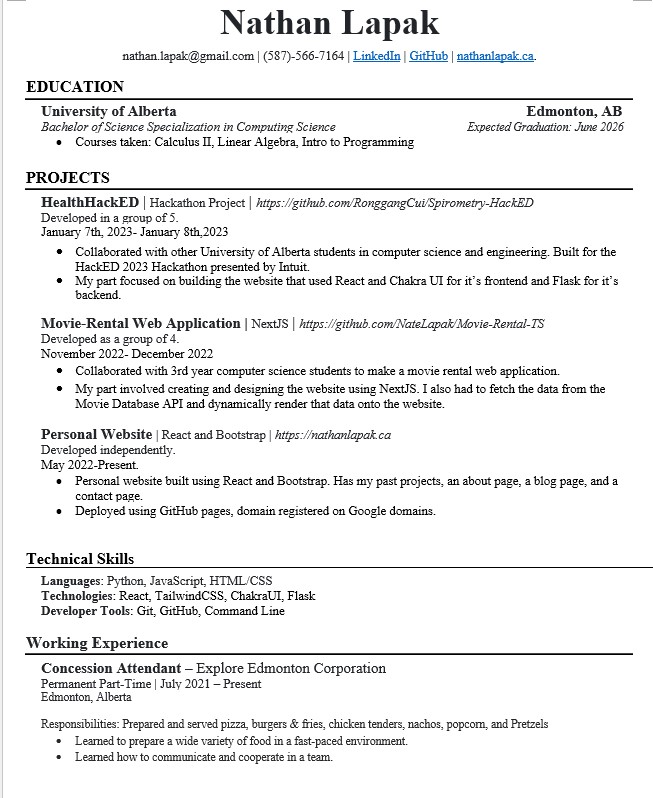 Nathan Lapak
nathan.lapak@gmail.com | (587)-566-7164 | LinkedIn | GitHub | nathanlapak.ca.
EDUCATION
University of Alberta Edmonton, AB
Bachelor of Science Specialization in Computing Science Expected Graduation: June 2026
• Courses taken: Calculus II, Linear Algebra, Intro to Programming
PROJECTS
HealthHackED | Hackathon Project | https://github.com/RonggangCui/Spirometry-HackED
Developed in a group of 5.
January 7th, 2023- January 8th,2023
• Collaborated with other University of Alberta students in computer science and engineering. Built for the
HackED 2023 Hackathon presented by Intuit.
• My part focused on building the website that used React and Chakra UI for it's frontend and Flask for it's
backend.
Movie-Rental Web Application | NextJS | https://github.com/NateLapak/Movie-Rental-TS
Developed as a group of 4.
November 2022- December 2022
• Collaborated with 3rd year computer science students to make a movie rental web application.
• My part involved creating and designing the website using NextJS. I also had to fetch the data from the
Movie Database API and dynamically render that data onto the website.
Personal Website | React and Bootstrap | https://nathanlapak.ca
Developed independently.
May 2022-Present.
• Personal website built using React and Bootstrap. Has my past projects, an about page, a blog page, and a
contact page.
• Deployed using GitHub pages, domain registered on Google domains.
Technical Skills
Languages: Python, JavaScript, HTML/CSS
Technologies: React, TailwindCSS, ChakraUI, Flask
Developer Tools: Git, GitHub, Command Line
Working Experience
Concession Attendant – Explore Edmonton Corporation
Permanent Part-Time | July 2021 – Present
Edmonton, Alberta
Responsibilities: Prepared and served pizza, burgers & fries, chicken tenders, nachos, popcorn, and Pretzels
• Learned to prepare a wide variety of food in a fast-paced environment.
• Learned how to communicate and cooperate in a team.